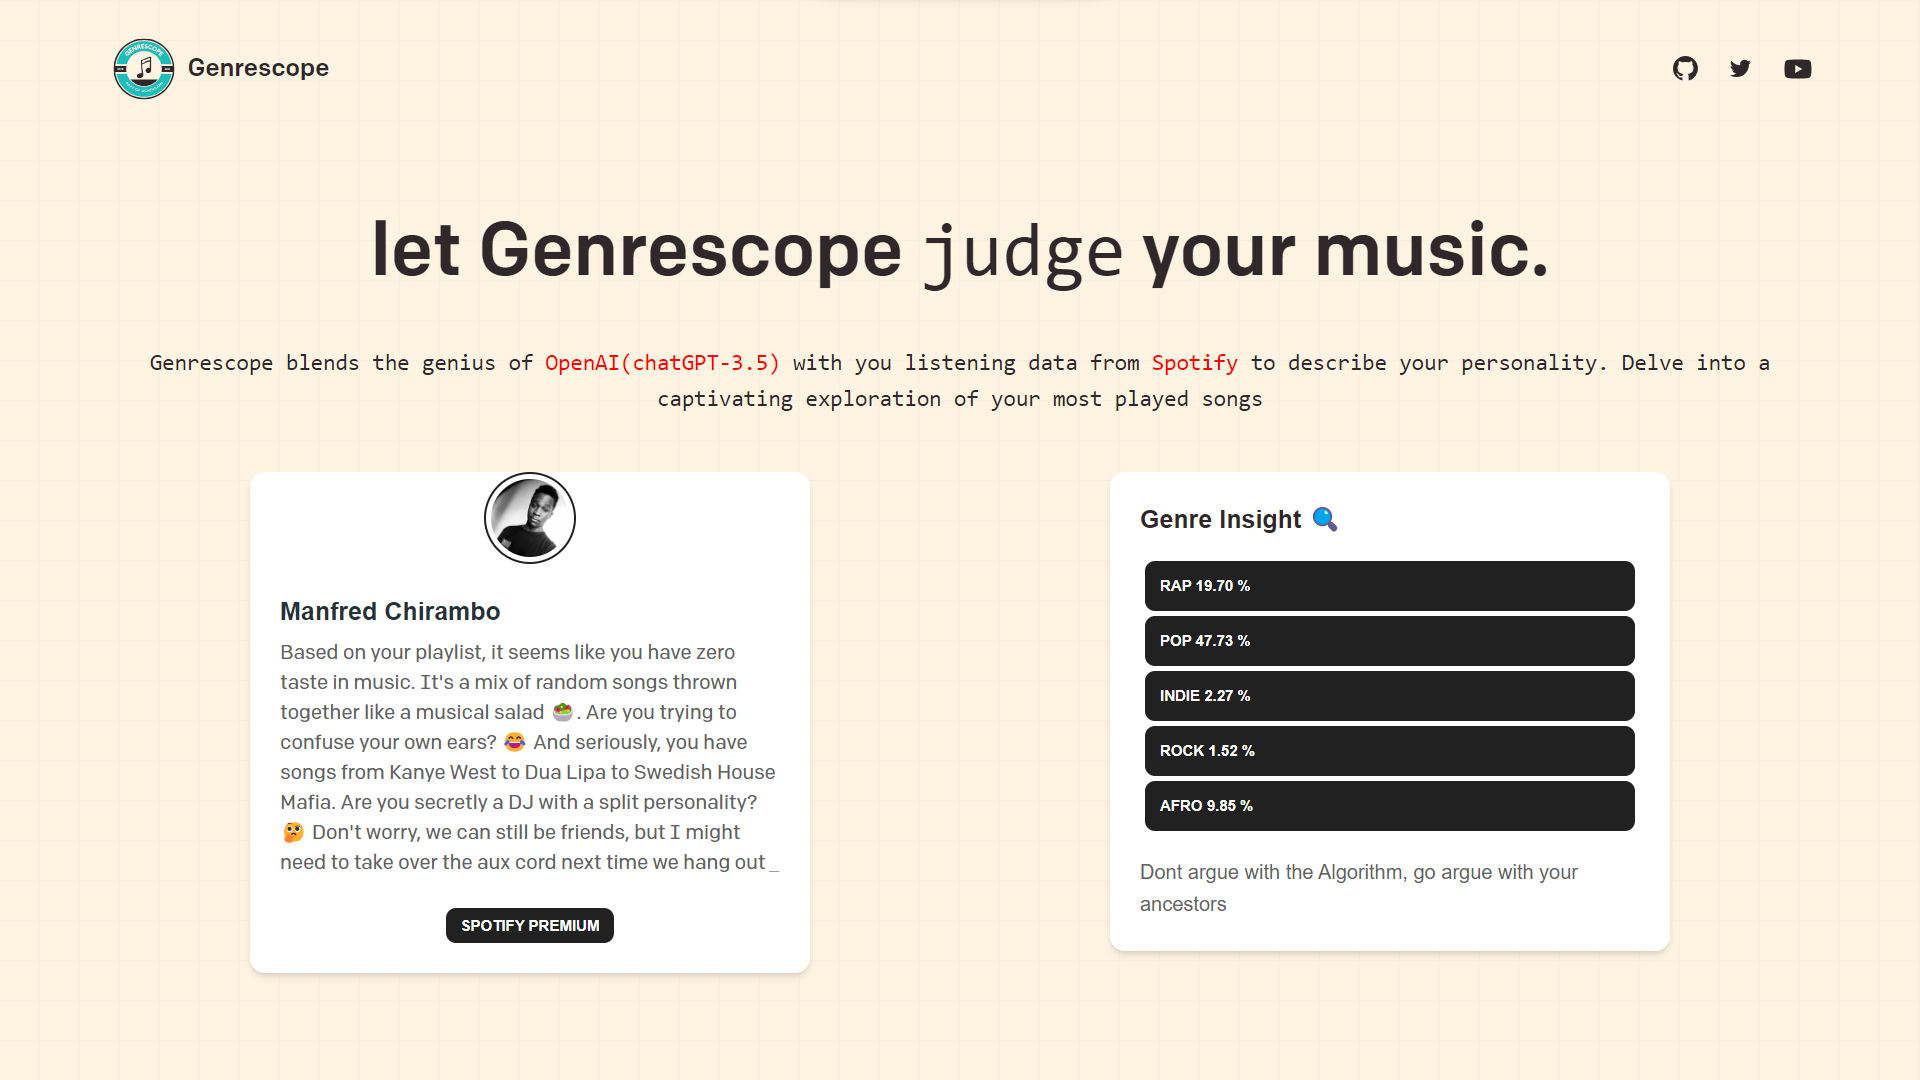 GENRESCOPE
Genrescope
let Genrescope judge your music.
Genrescope blends the genius of OpenAI(chatGPT-3.5) with you listening data from Spotify to describe your personality. Delve into a
captivating exploration of your most played songs
Manfred Chirambo
Based on your playlist, it seems like you have zero
taste in music. It's a mix of random songs thrown
together like a musical salad 🥗. Are you trying to
confuse your own ears? 😂 And seriously, you have
songs from Kanye West to Dua Lipa to Swedish House
Mafia. Are you secretly a DJ with a split personality?
🤔 Don't worry, we can still be friends, but I might
need to take over the aux cord next time we hang out _
SPOTIFY PREMIUM
Genre Insight 🔍
RAP 19.70 %
POP 47.73 %
INDIE 2.27 %
ROCK 1.52 %
AFRO 9.85 %
Dont argue with the Algorithm, go argue with your
ancestors